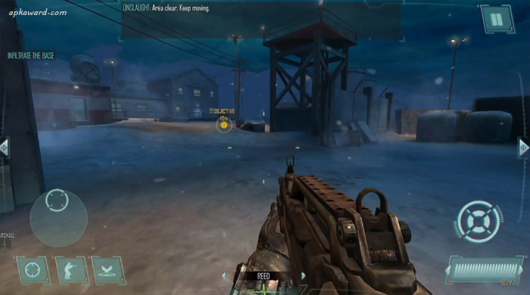 apkaward.com
ONSLAUGHT: Area clear. Keep moving.
INFILTRATE THE BASE
OBJECTIVE
REED